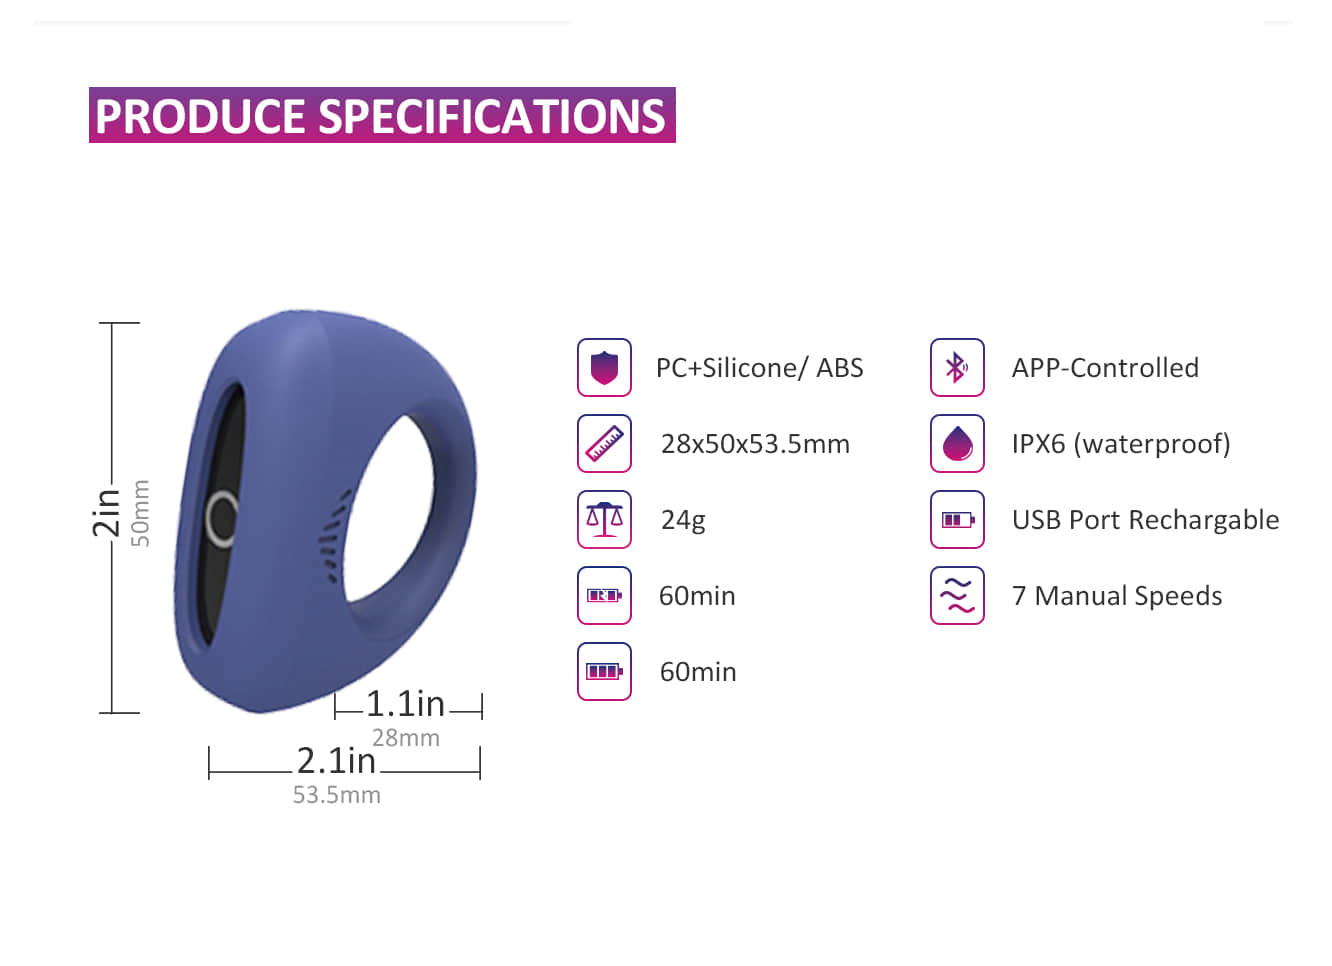 PRODUCE SPECIFICATIONS
2in
50mm
1.1in
28mm
2.1in
53.5mm
PC+Silicone/ ABS
28x50x53.5mm
24g
60min
60min
APP-Controlled
IPX6 (waterproof)
USB Port Rechargable
7 Manual Speeds